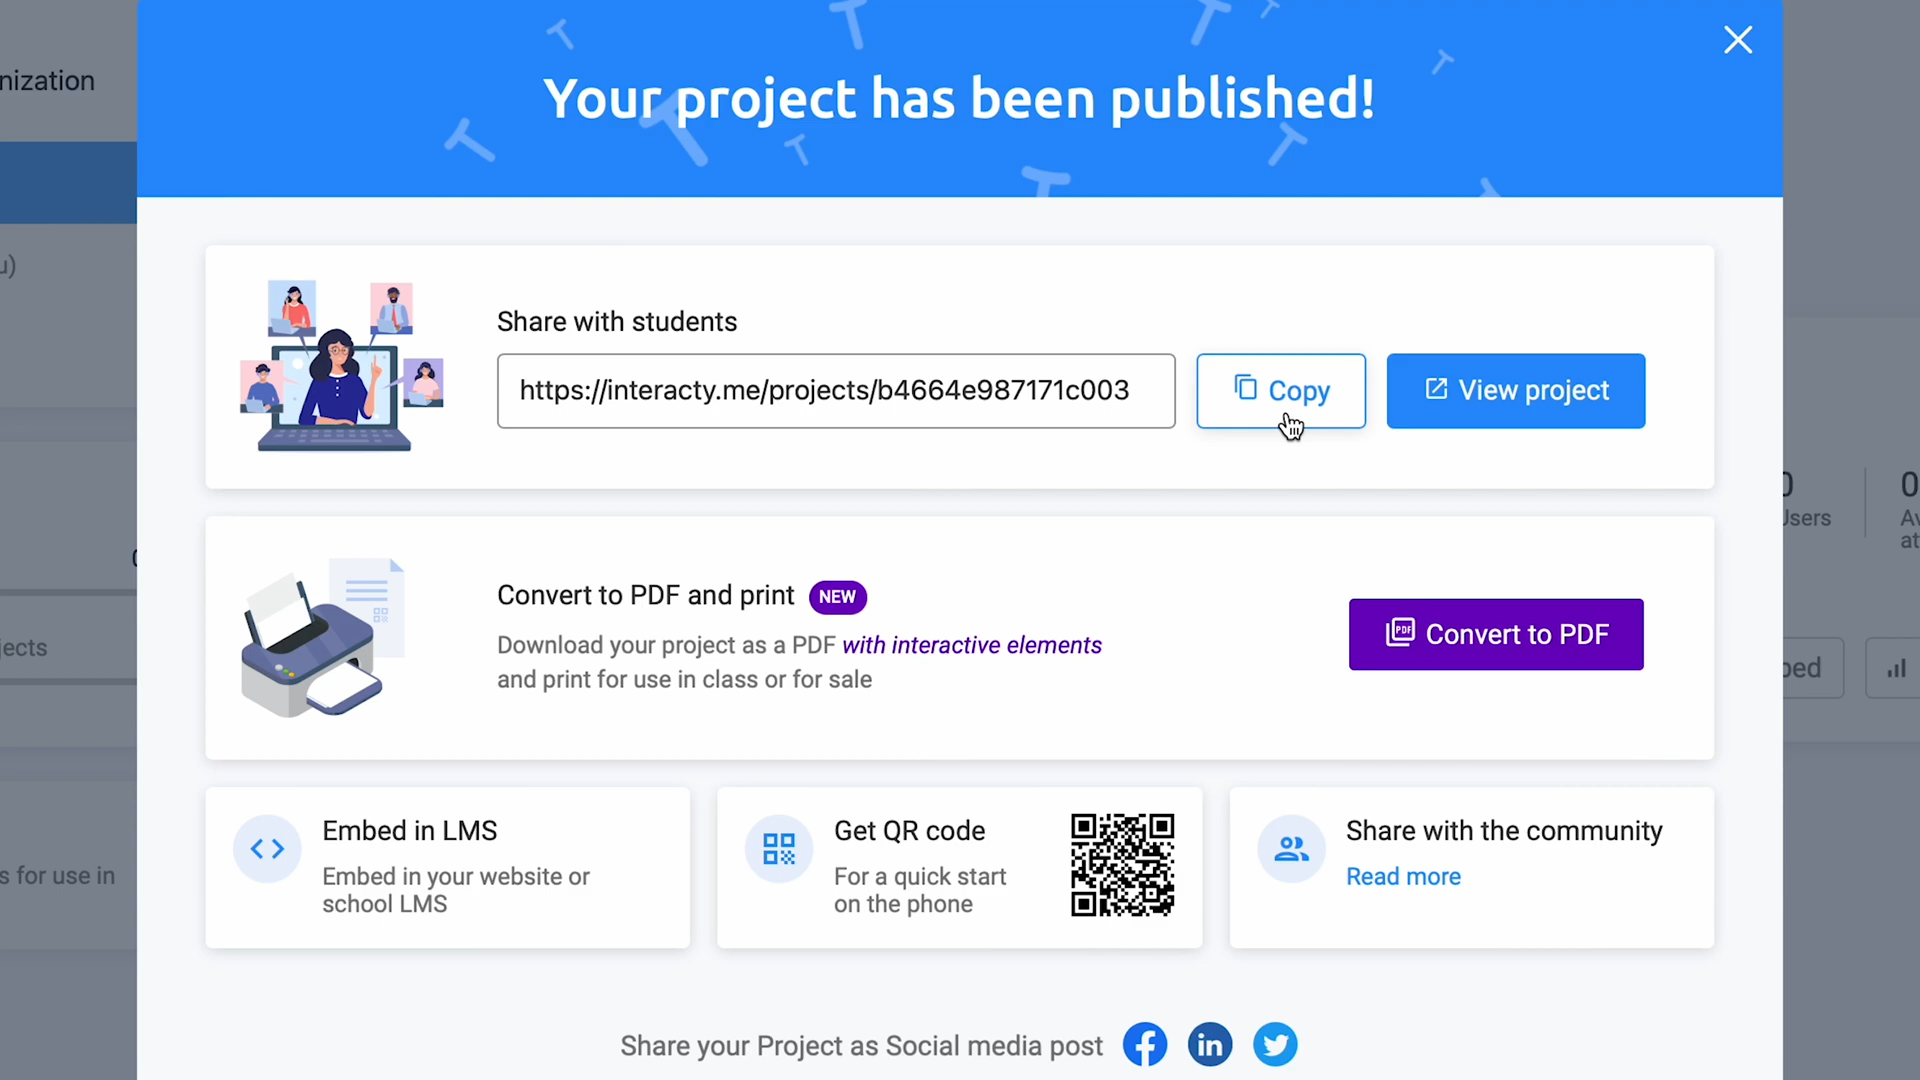 nization
Your project has been published!
Share with students
https://interacty.me/projects/b4664e987171c003
Copy
View project
Users
Convert to PDF and print NEW
Download your project as a PDF with interactive elements
and print for use in class or for sale
PDF Convert to PDF
jects
Embed in LMS
Embed in your website or
school LMS
Get QR code
For a quick start
on the phone
Share with the community
Read more
s for use in
Share your Project as Social media post
in